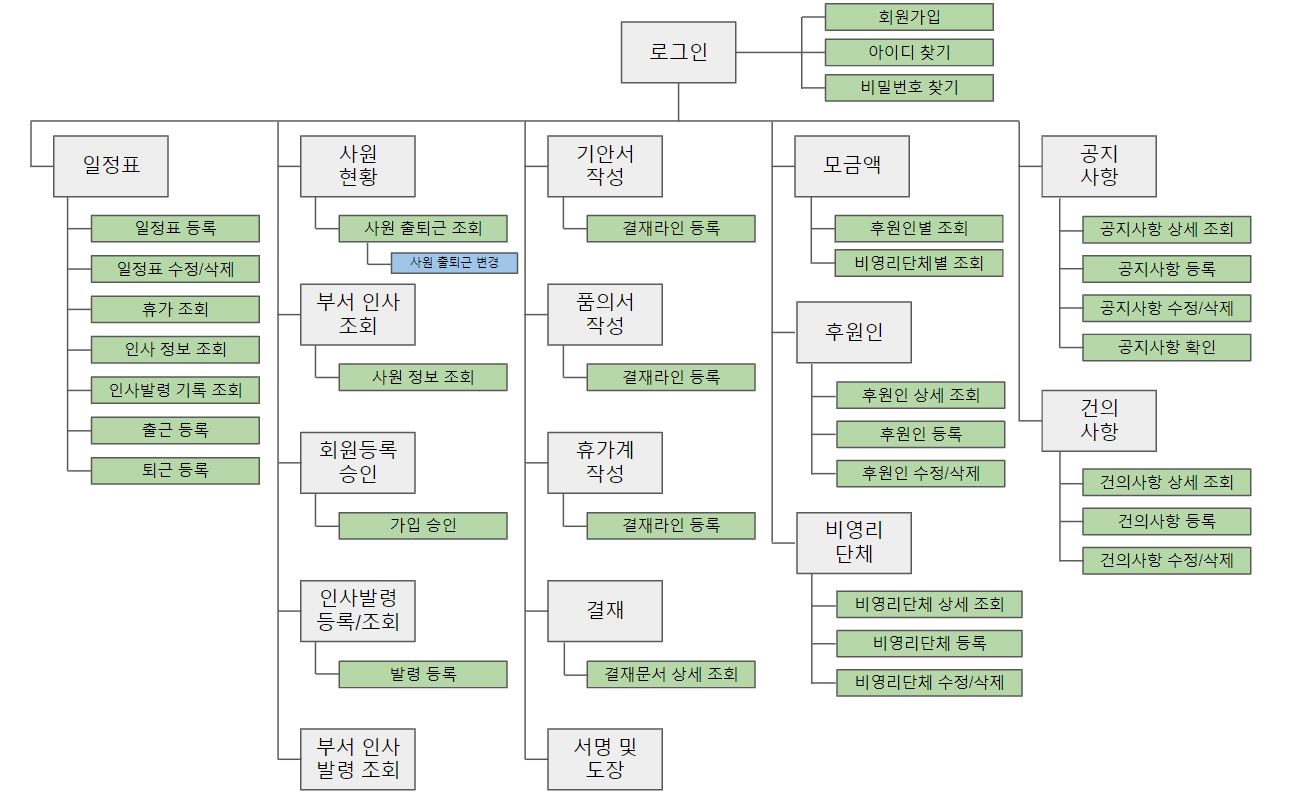 로그인
회원가입
아이디 찾기
비밀번호 찾기
일정표
일정표 등록
일정표 수정/삭제
휴가 조회
인사 정보 조회
인사발령 기록 조회
출근 등록
퇴근 등록
사원
현황
사원 출퇴근 조회
사원 출퇴근 변경
부서 인사
조회
사원 정보 조회
회원등록
승인
가입 승인
인사발령
등록/조회
발령 등록
부서 인사
발령 조회
기안서
작성
결재라인 등록
품의서
작성
결재라인 등록
휴가계
작성
결재라인 등록
결재
결재문서 상세 조회
서명 및
도장
모금액
후원인별 조회
비영리단체별 조회
후원인
후원인 상세 조회
후원인 등록
후원인 수정/삭제
비영리
단체
비영리단체 상세 조회
비영리단체 등록
비영리단체 수정/삭제
공지
사항
공지사항 상세 조회
공지사항 등록
공지사항 수정/삭제
공지사항 확인
건의
사항
건의사항 상세 조회
건의사항 등록
건의사항 수정/삭제